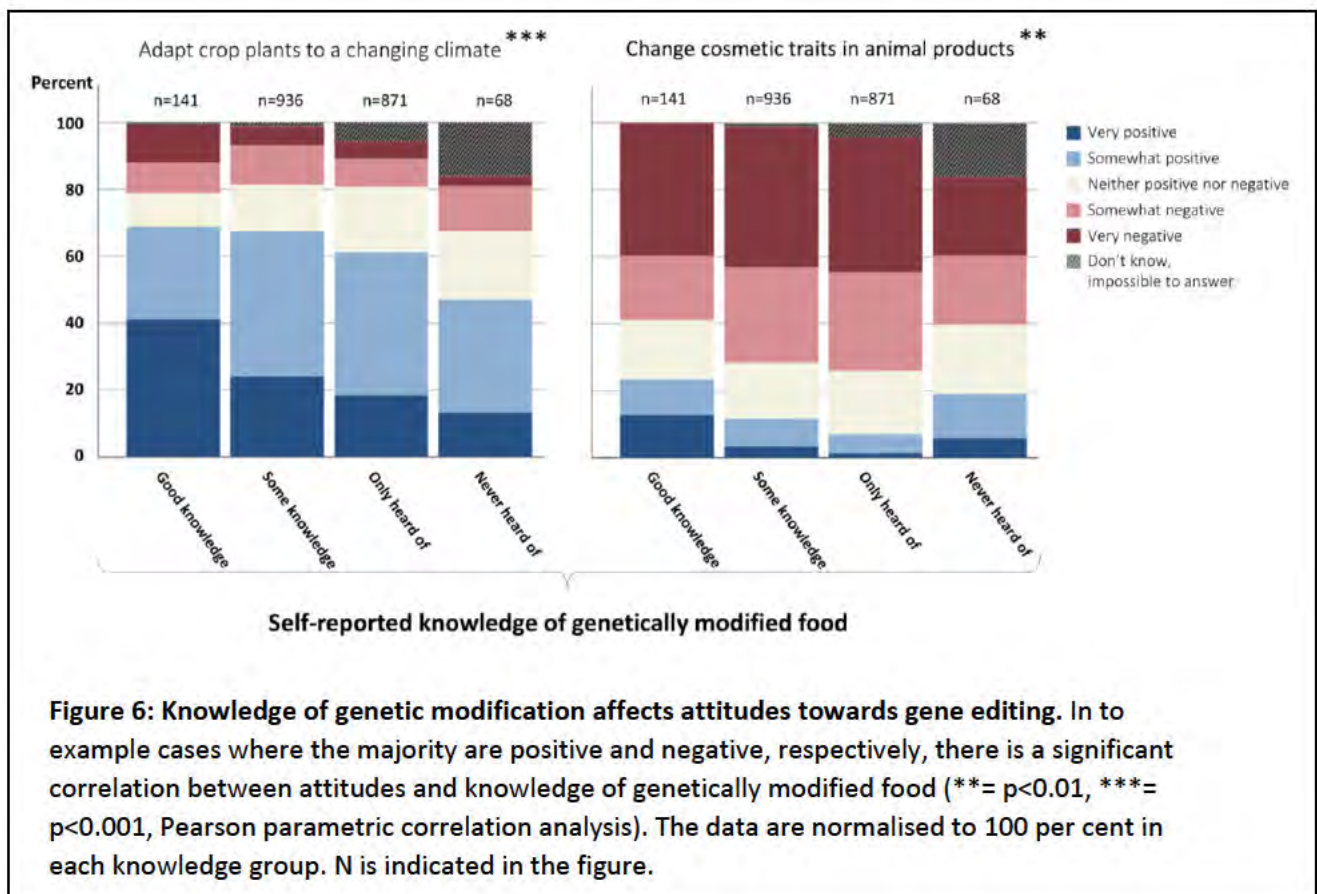 Adapt crop plants to a changing climate ***
Change cosmetic traits in animal products **
Percent
n=141
n=936
n=871
n=68
n=141
n=936
n=871
n=68
100
80
60
40
20
0
Very positive
Somewhat positive
Neither positive nor negative
Somewhat negative
Very negative
Don't know,
impossible to answer
Good knowledge
Some knowledge
Only heard of
Never heard of
Good knowledge
Some knowledge
Only heard of
Never heard of
Self-reported knowledge of genetically modified food
Figure 6: Knowledge of genetic modification affects attitudes towards gene editing. In to
example cases where the majority are positive and negative, respectively, there is a significant
correlation between attitudes and knowledge of genetically modified food (**= p<0.01, ***=
p<0.001, Pearson parametric correlation analysis). The data are normalised to 100 per cent in
each knowledge group. N is indicated in the figure.